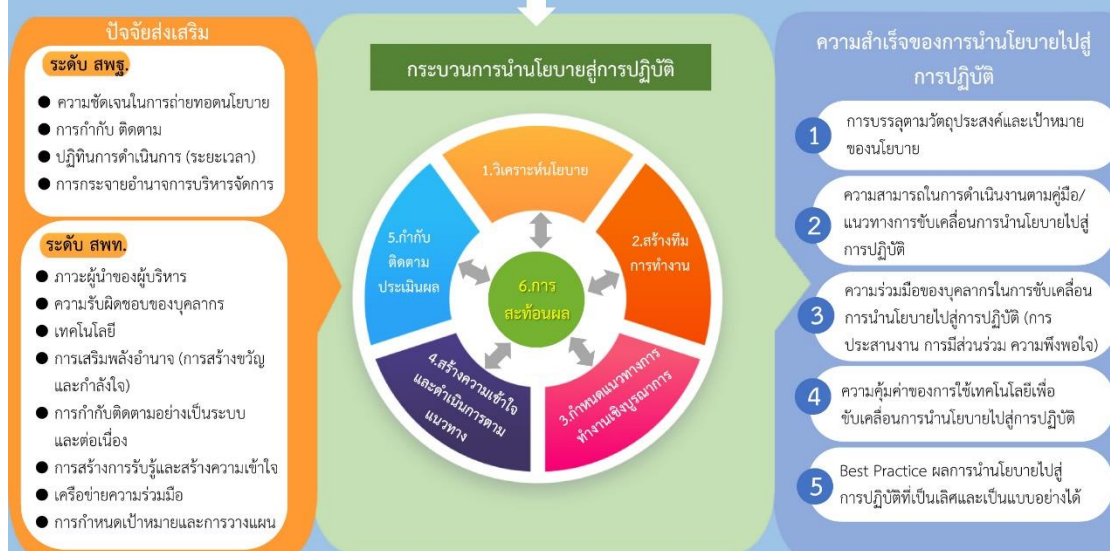 ปัจจัยส่งเสริม
ระดับ สพฐ.
● ความชัดเจนในการถ่ายทอดนโยบาย
● การกำกับ ติดตาม
● ปฏิทินการดำเนินการ (ระยะเวลา)
● การกระจายอำนาจการบริหารจัดการ
ระดับ สพท.
● ภาวะผู้นำของผู้บริหาร
● ความรับผิดชอบของบุคลากร
● เทคโนโลยี
● การเสริมพลังอำนาจ (การสร้างขวัญ
และกำลังใจ)
● การกำกับติดตามอย่างเป็นระบบ
และต่อเนื่อง
● การสร้างการรับรู้และสร้างความเข้าใจ
● เครือข่ายความร่วมมือ
● การกำหนดเป้าหมายและการวางแผน
กระบวนการนำนโยบายสู่การปฏิบัติ
1.วิเคราะห์นโยบาย
2.สร้างทีม
การทำงาน
3.กำหนดแนวทางการ
ทำงานเชิงบูรณาการ
4.สร้างความเข้าใจ
และดำเนินการตาม
แนวทาง
5.กำกับ
ติดตาม
ประเมินผล
6.การ
สะท้อนผล
ความสำเร็จของการนำนโยบายไปสู่
การปฏิบัติ
1
การบรรลุตามวัตถุประสงค์และเป้าหมาย
ของนโยบาย
2
ความสามารถในการดำเนินงานตามคู่มือ/
แนวทางการขับเคลื่อนการนำนโยบายไปสู่
การปฏิบัติ
3
ความร่วมมือของบุคลากรในการขับเคลื่อน
การนำนโยบายไปสู่การปฏิบัติ (การ
ประสานงาน การมีส่วนร่วม ความพึงพอใจ)
4
ความคุ้มค่าของการใช้เทคโนโลยีเพื่อ
ขับเคลื่อนการนำนโยบายไปสู่การปฏิบัติ
5
Best Practice ผลการนำนโยบายไปสู่
การปฏิบัติที่เป็นเลิศและเป็นแบบอย่างได้